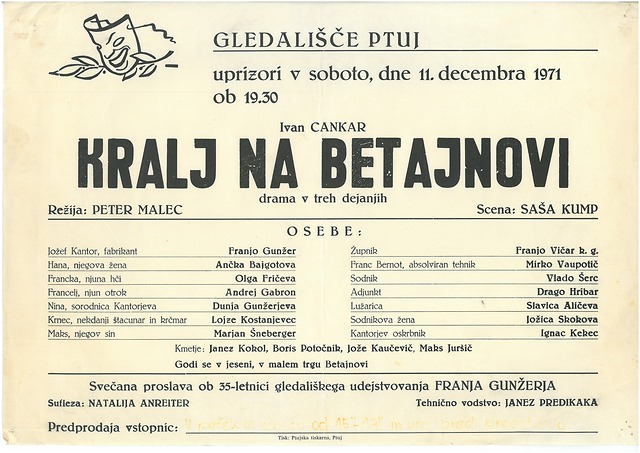 GLEDALIŠČE PTUJ
uprizori v soboto, dne 11. decembra 1971
ob 19.30
Ivan CANKAR
KRALJ NA BETAJNOVI
drama v treh dejanjih
Režija: PETER MALEC Scena: SAŠA KUMP
OSEBE:
Jožef Kantor, fabrikant Franjo Gunžer
Hana, njegova žena Ančka Bajgotova
Francka, njuna hči Olga Fričeva
Francelj, njun otrok Andrej Gabron
Nina, sorodnica Kantorjeva Dunja Gunžerjeva
Krnec, nekdanji štacunar in krčmar Lojze Kostanjevec
Maks, njegov sin Marjan Šneberger
Župnik Franjo Vičar k. g.
Franc Bernot, absolviran tehnik Mirko Vaupotič
Sodnik Vlado Šerc
Adjunkt Drago Hribar
Lužarica Slavica Aličeva
Sodnikova žena Jožica Skokova
Kantorjev oskrbnik Ignac Kekec
Kmetje: Janez Kokol, Boris Potočnik, Jože Kaučevič, Maks Juršič
Godi se v jeseni, v malem trgu Betajnovi
Svečana proslava ob 35-letnici gledališkega udejstvovanja FRANJA GUNŽERJA
Sufleza: NATALIJA ANREITER Tehnično vodstvo: JANEZ PREDIKAKA
Predprodaja vstopnic:
Tisk: Ptujska tiskarna, Ptuj